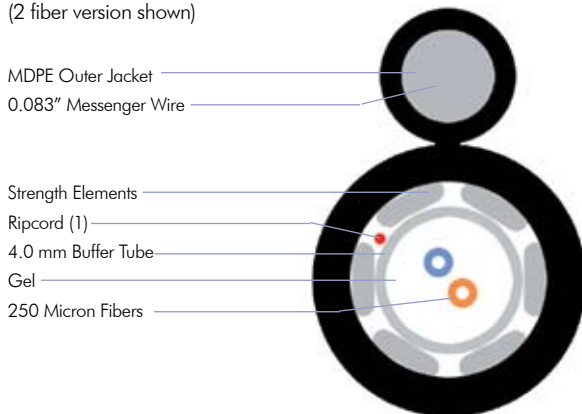 (2 fiber version shown)
MDPE Outer Jacket
0.083” Messenger Wire
Strength Elements
Ripcord (1)
4.0 mm Buffer Tube
Gel
250 Micron Fibers